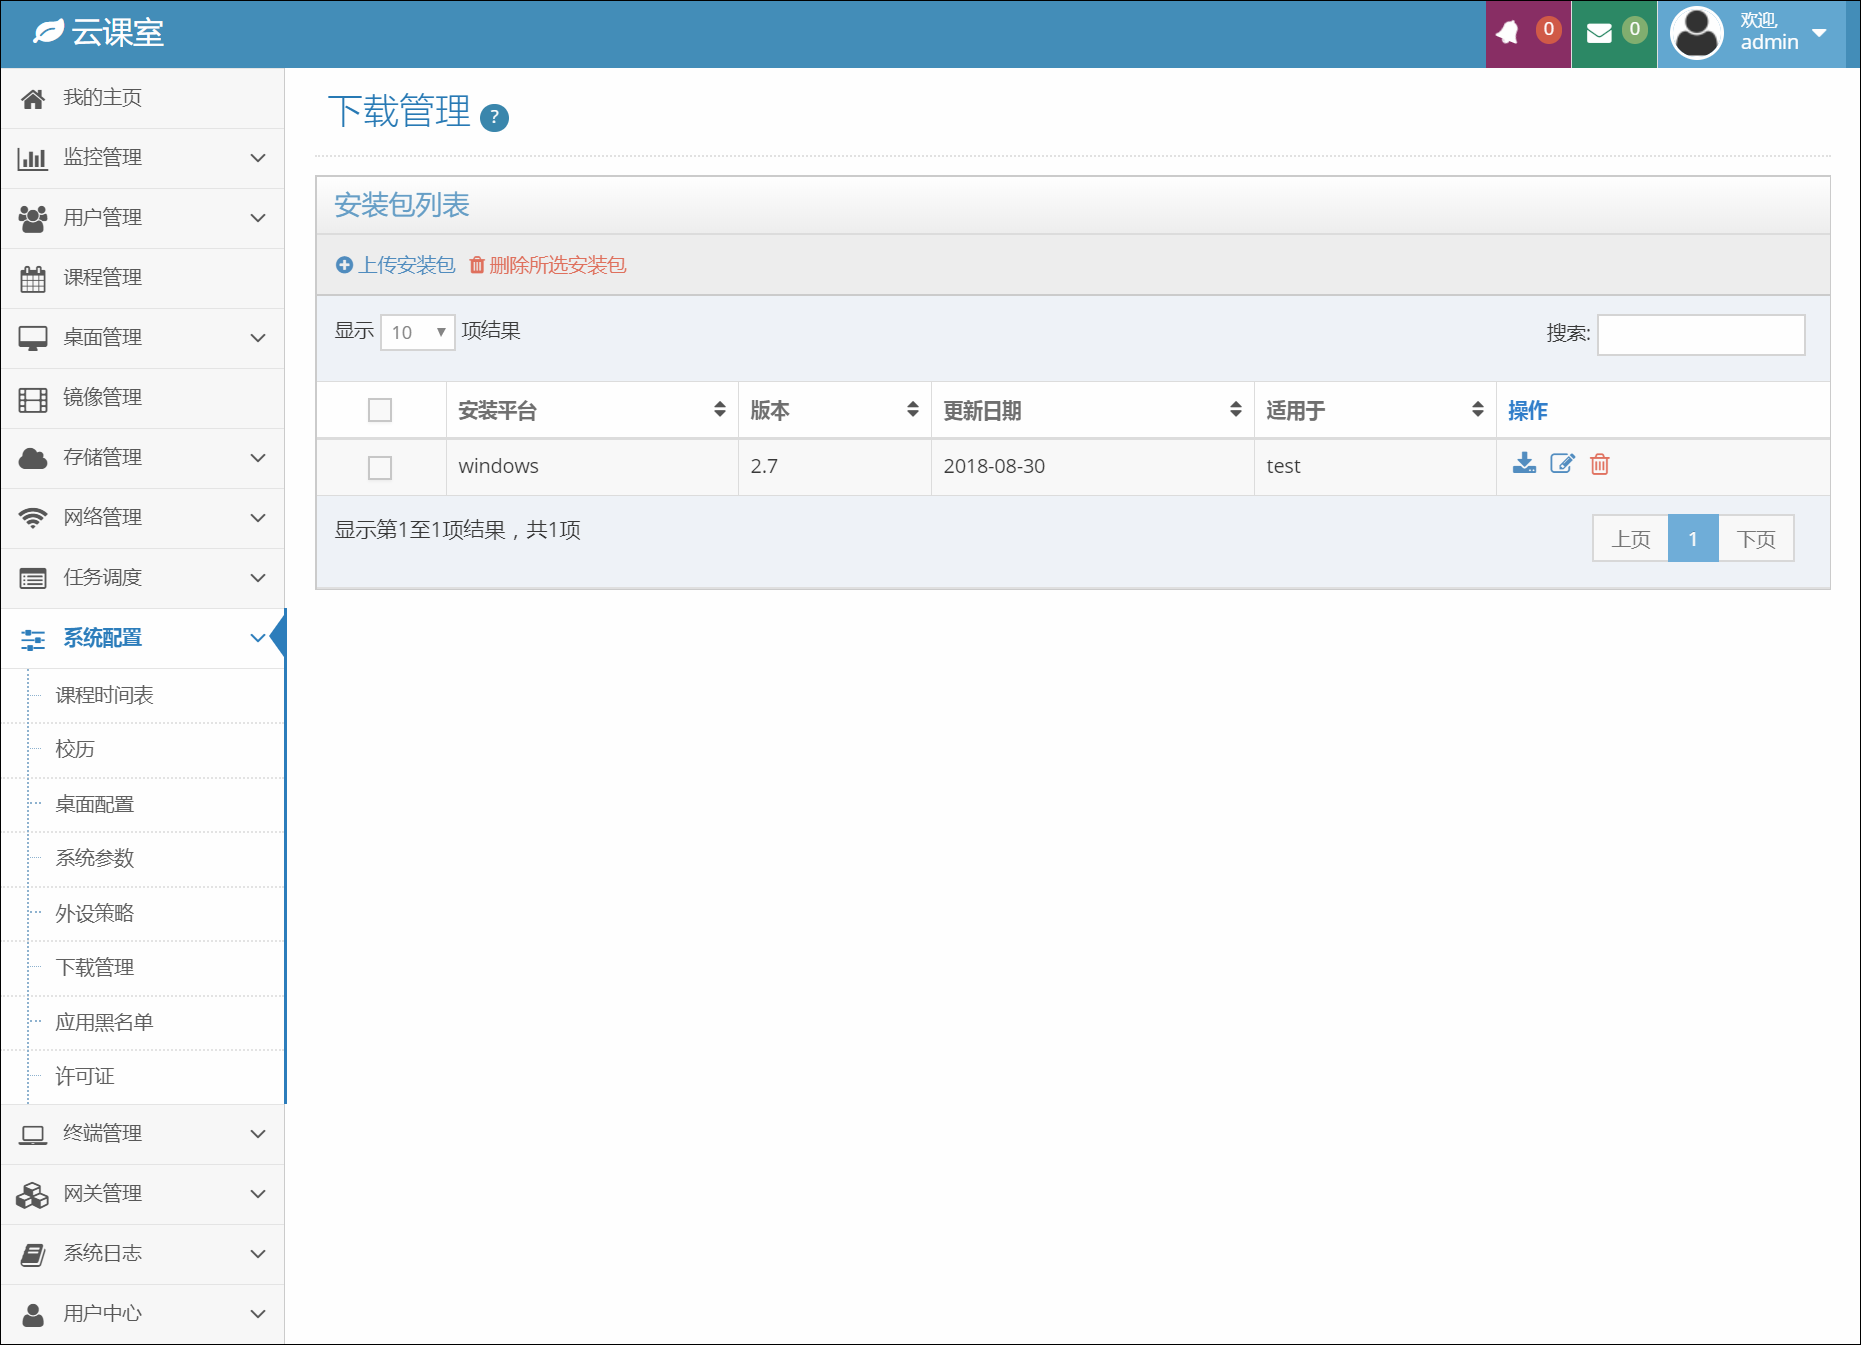 云课室
0
0
欢迎,
admin
我的主页
监控管理
用户管理
课程管理
桌面管理
镜像管理
存储管理
网络管理
任务调度
系统配置
课程时间表
校历
桌面配置
系统参数
外设策略
下载管理
应用黑名单
许可证
终端管理
网关管理
系统日志
用户中心
下载管理 ?
安装包列表
上传安装包 删除所选安装包
显示 10 项结果
搜索:
安装平台 版本 更新日期 适用于 操作
windows 2.7 2018-08-30 test
显示第1至1项结果，共1项
上页 1 下页